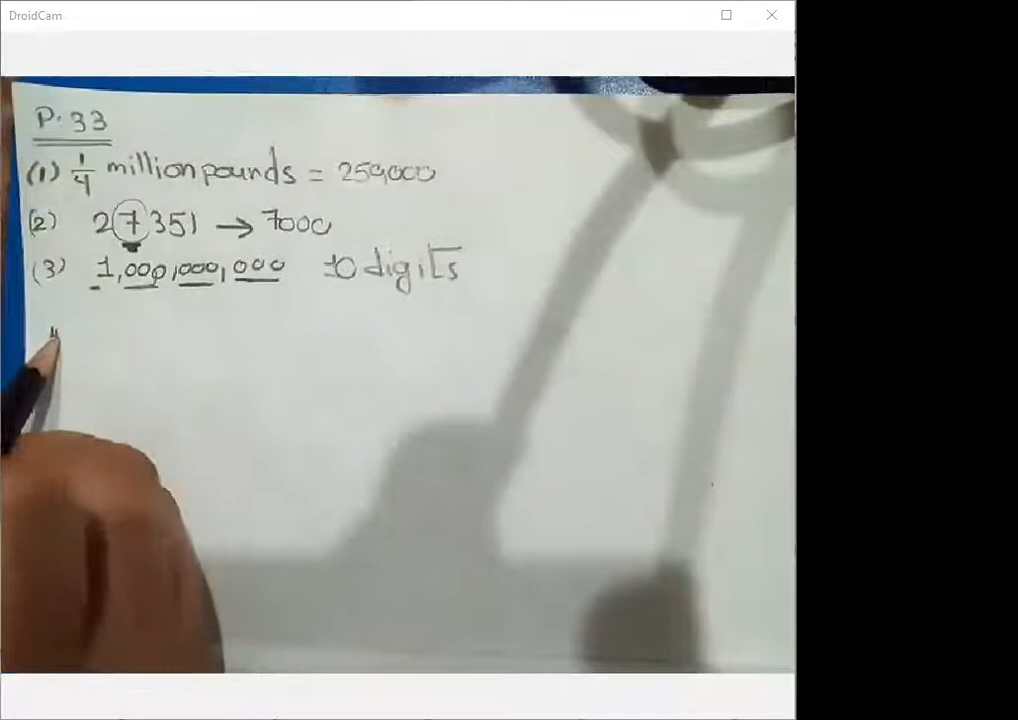 DroidCam
P. 33
(1) 1/4 million pounds = 250,000
(2) 27351 → 7000
(3) 1,000,000,000 10 digits